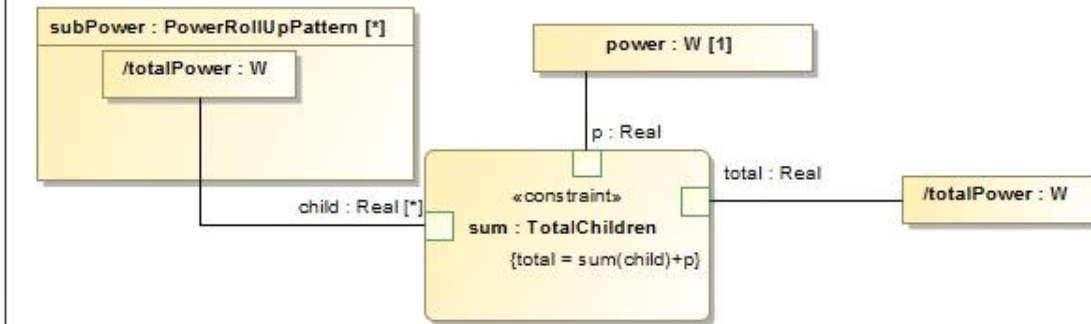 subPower : PowerRollUpPattern [*]
/totalPower : W
power : W [1]
p : Real
child : Real [*]
«constraint»
sum : TotalChildren
{total = sum(child)+p}
total : Real
/totalPower : W